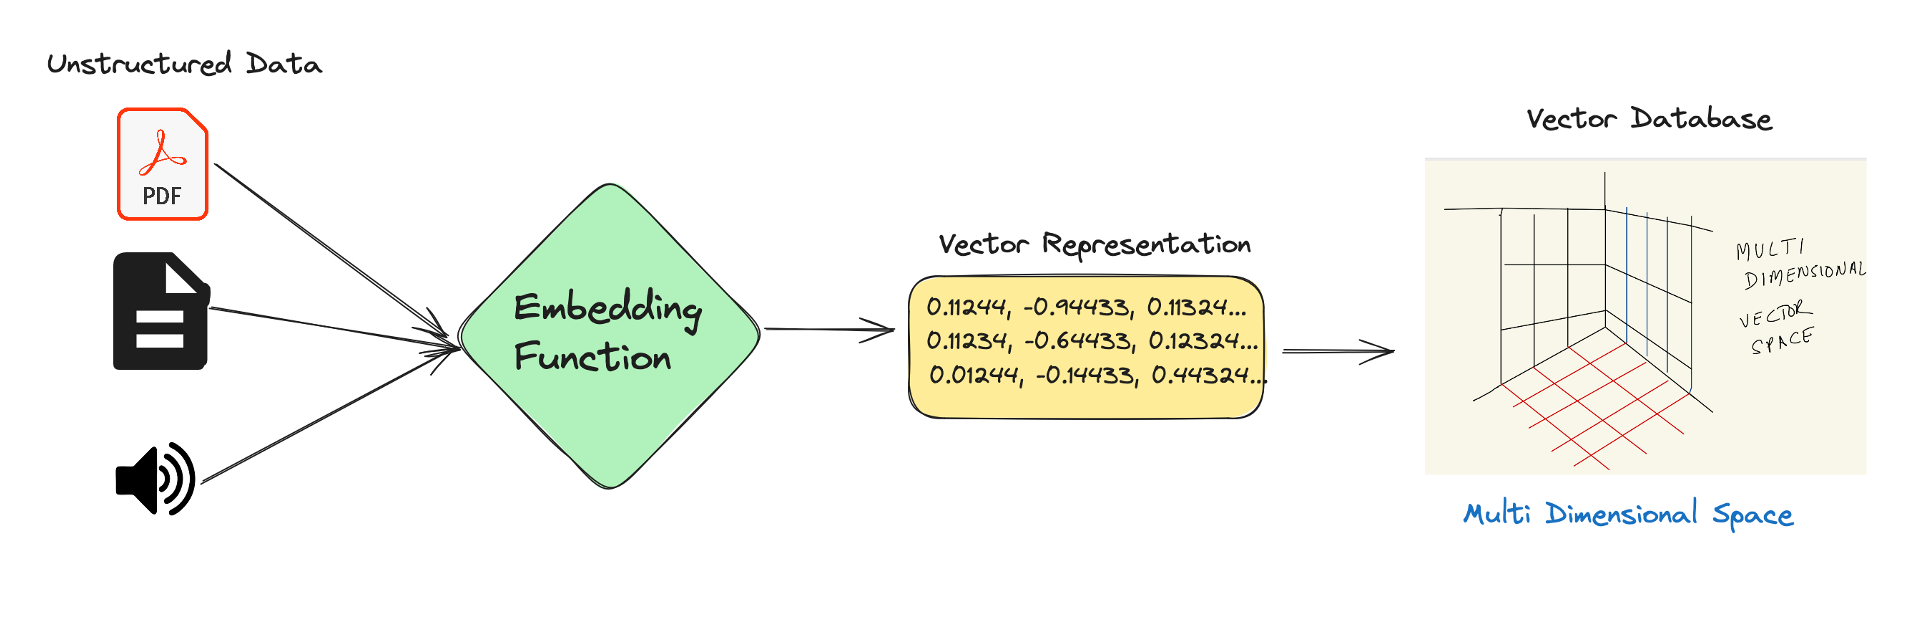 Unstructured Data
PDF
Embedding
Function
Vector Representation
0.11244, -0.94433, 0.11324...
0.11234, -0.64433, 0.12324...
0.01244, -0.14433, 0.44324...
Vector Database
MULTI
DIMENSIONAL
VECTOR
SPACE
Multi Dimensional Space